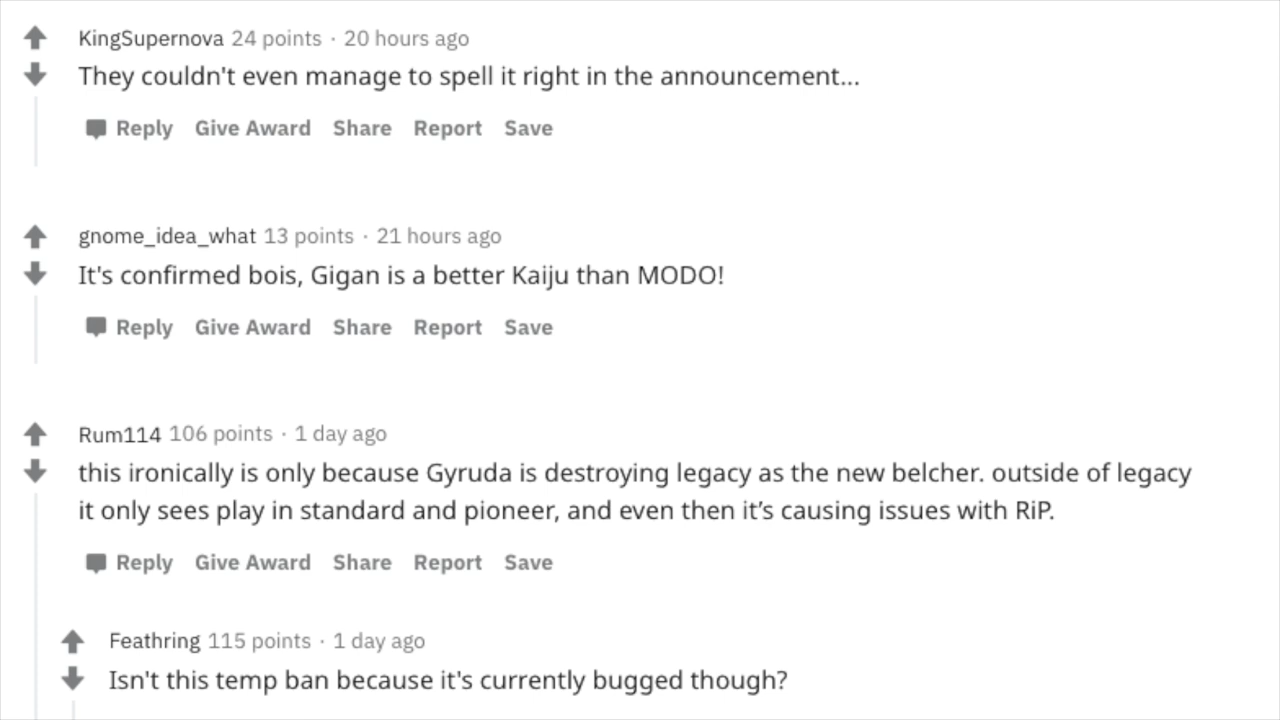 KingSupernova 24 points · 20 hours ago
They couldn't even manage to spell it right in the announcement...
Reply Give Award Share Report Save
gnome_idea_what 13 points · 21 hours ago
It's confirmed bois, Gigan is a better Kaiju than MODO!
Reply Give Award Share Report Save
Rum114 106 points · 1 day ago
this ironically is only because Gyruda is destroying legacy as the new belcher. outside of legacy
it only sees play in standard and pioneer, and even then it’s causing issues with RiP.
Reply Give Award Share Report Save
Feathring 115 points · 1 day ago
Isn't this temp ban because it's currently bugged though?